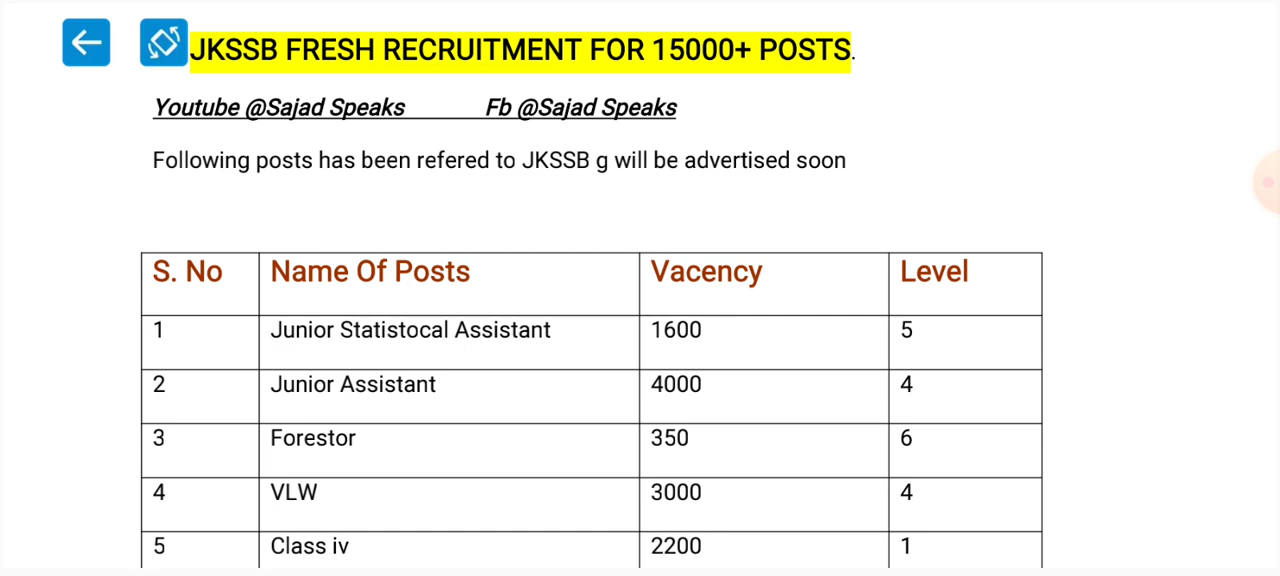 JKSSB FRESH RECRUITMENT FOR 15000+ POSTS.
Youtube @Sajad Speaks Fb @Sajad Speaks
Following posts has been refered to JKSSB g will be advertised soon
S. No Name Of Posts Vacency Level
1 Junior Statistocal Assistant 1600 5
2 Junior Assistant 4000 4
3 Forestor 350 6
4 VLW 3000 4
5 Class iv 2200 1